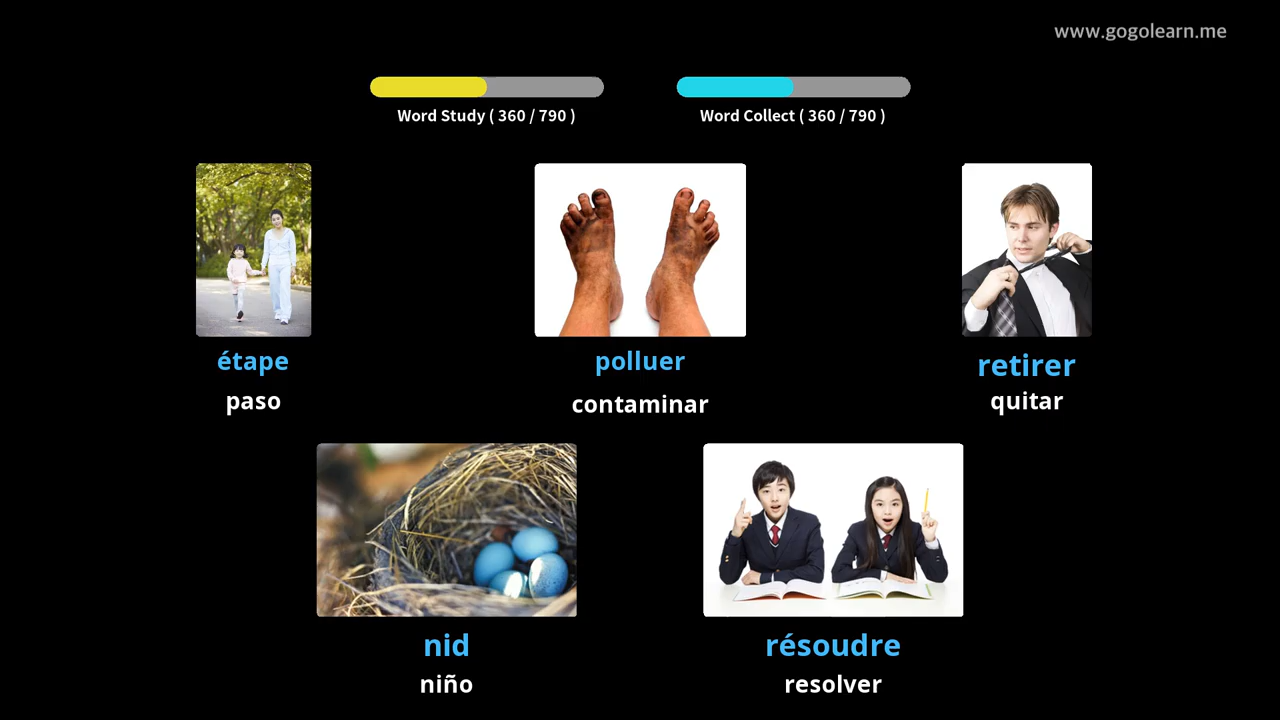 www.gogolearn.me
Word Study ( 360 / 790 )
Word Collect ( 360 / 790 )
étape
polluer
retirer
paso
contaminar
quitar
nid
résoudre
niño
resolver